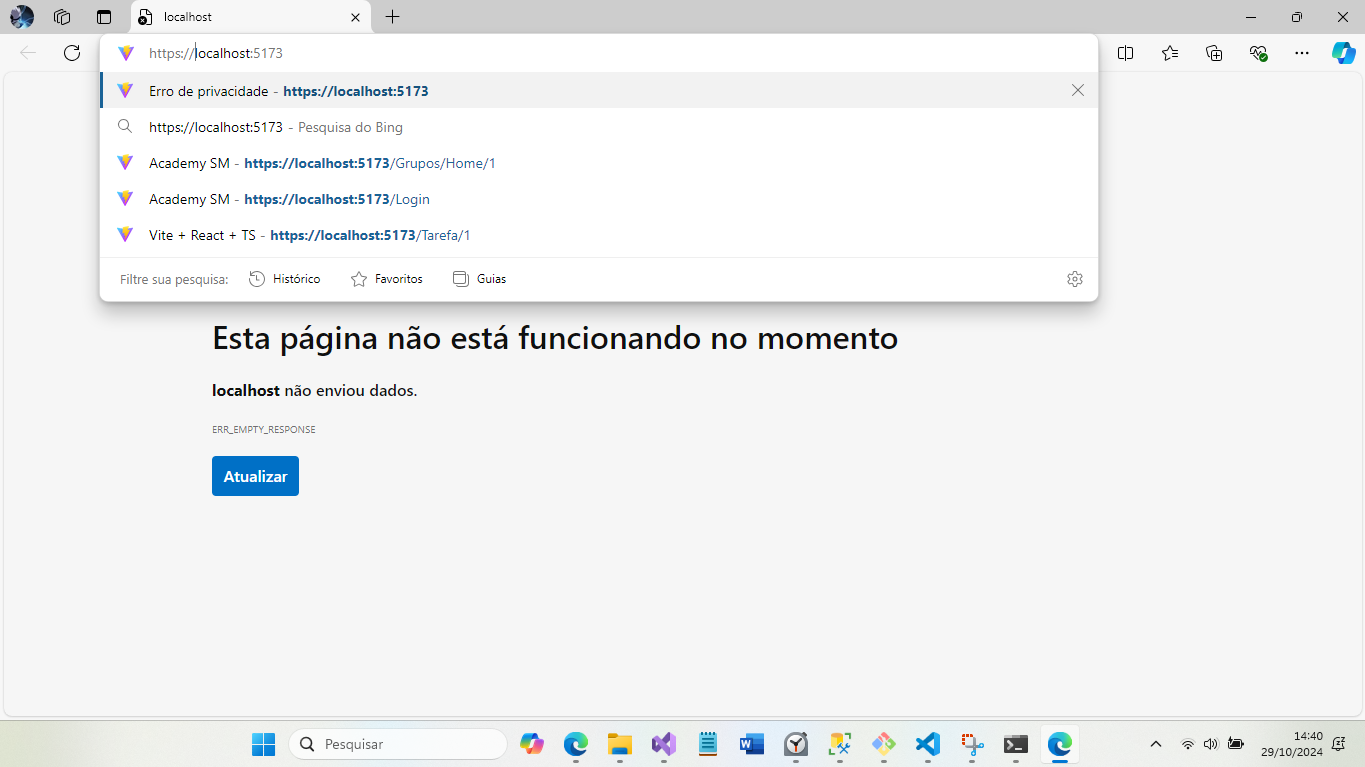 localhost
https://localhost:5173
Erro de privacidade - https://localhost:5173
https://localhost:5173 - Pesquisa do Bing
Academy SM - https://localhost:5173/Grupos/Home/1
Academy SM - https://localhost:5173/Login
Vite + React + TS - https://localhost:5173/Tarefa/1
Filtre sua pesquisa: Histórico Favoritos Guias
Esta página não está funcionando no momento
localhost não enviou dados.
ERR_EMPTY_RESPONSE
Atualizar
Pesquisar
14:40
29/10/2024